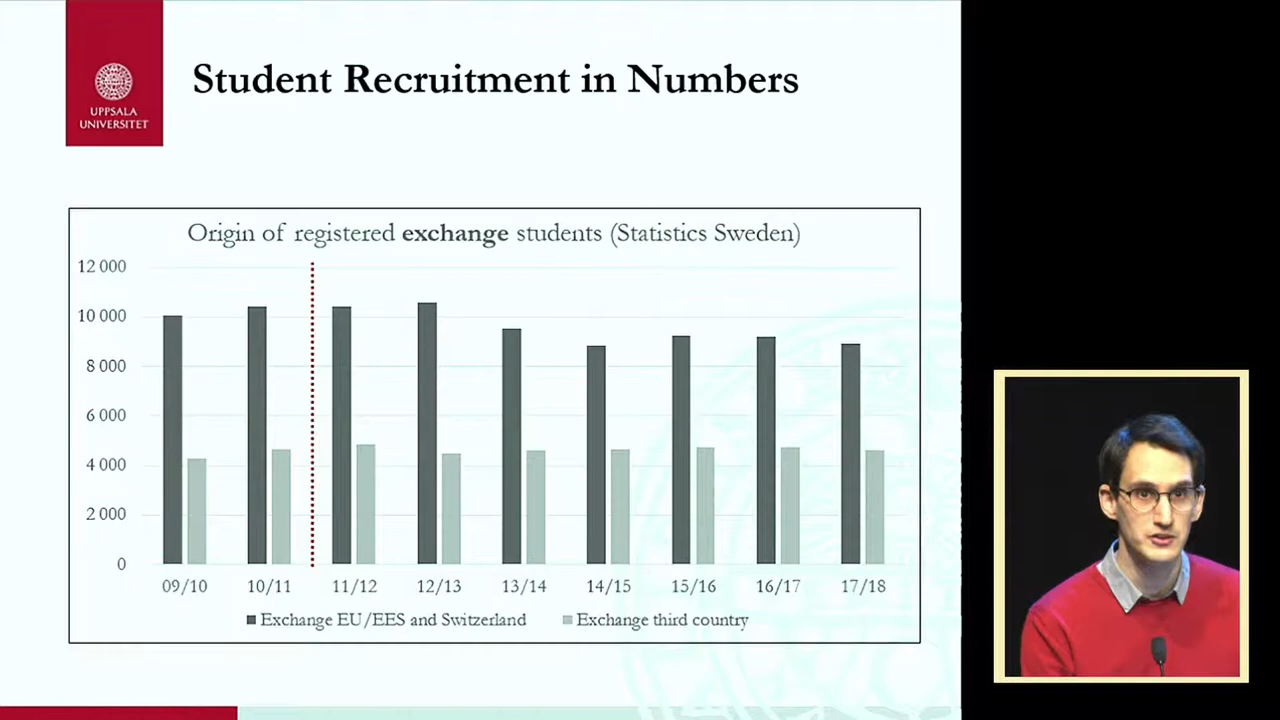 UPPSALA
UNIVERSITET
Student Recruitment in Numbers
Origin of registered exchange students (Statistics Sweden)
12 000
10 000
8 000
6 000
4 000
2 000
0
09/10 10/11 11/12 12/13 13/14 14/15 15/16 16/17 17/18
Exchange EU/EES and Switzerland Exchange third country